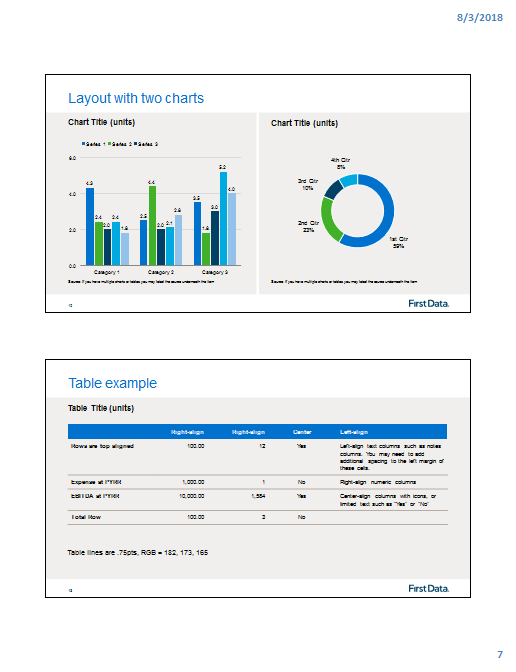 8/3/2018
Layout with two charts
Chart Title (units)
Series 1 Series 2 Series 3
6.0
4.0
2.0
0.0
4.3 2.4 2.0 2.4 1.8
2.5 4.4 2.0 2.1 2.8
3.5 1.8 3.0 5.2 4.0
Category 1 Category 2 Category 3
Source: If you have multiple charts or tables you may label the source underneath the item
Chart Title (units)
4th Qtr
8%
3rd Qtr
10%
2nd Qtr
23%
1st Qtr
59%
Source: If you have multiple charts or tables you may label the source underneath the item
First Data.
Table example
Table Title (units)
Right-align Right-align Center Left-align
Rows are top aligned 100.00 12 Yes Left-align text columns such as notes
columns. You may need to add
additional spacing to the left margin of
these cells.
Expense at PYRR 1,000.00 1 No Right-align numeric columns
EBITDA at PYRR 10,000.00 1,584 Yes Center-align columns with icons, or
limited text such as "Yes" or "No"
Total Row 100.00 2 No
Table lines are .75pts, RGB = 182, 173, 165
First Data.
7